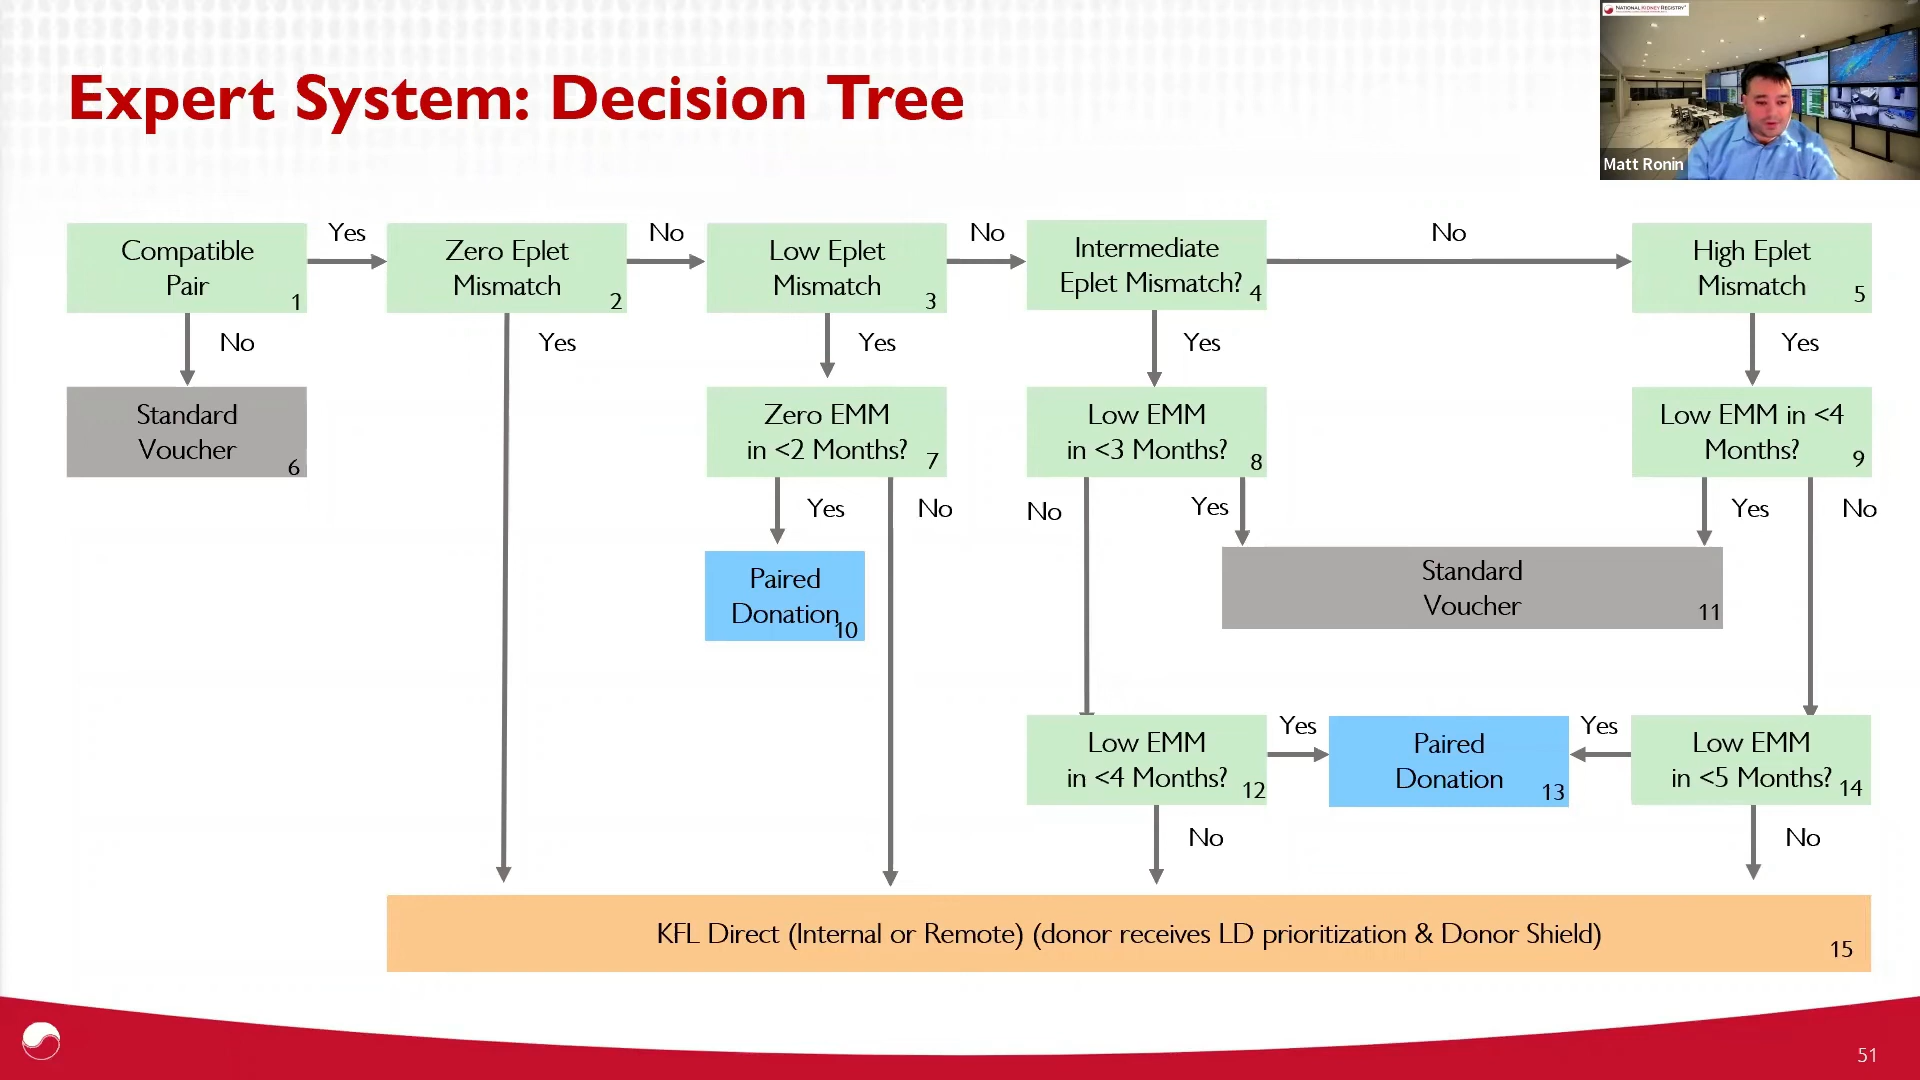 NATIONAL KIDNEY REGISTRY
Expert System: Decision Tree
Matt Ronin
Compatible
Pair
1
Yes
Zero Eplet
Mismatch
2
No
Low Eplet
Mismatch
3
No
Intermediate
Eplet Mismatch?
4
No
High Eplet
Mismatch
5
No
Yes
Yes
Yes
Yes
Standard
Voucher
6
Zero EMM
in <2 Months?
7
Low EMM
in <3 Months?
8
Low EMM in <4
Months?
9
Yes
No
No
Yes
Yes
No
Paired
Donation
10
Standard
Voucher
11
Low EMM
in <4 Months?
12
Yes
Paired
Donation
13
Yes
Low EMM
in <5 Months?
14
No
No
KFL Direct (Internal or Remote) (donor receives LD prioritization & Donor Shield)
15
51